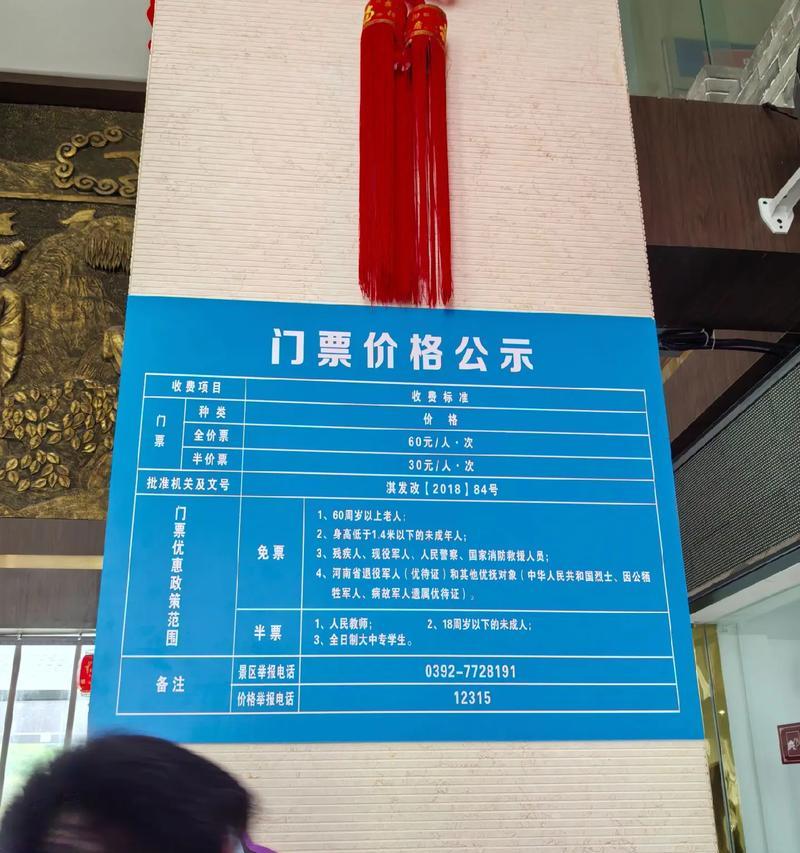 门票价格公示
收费项目 收费标准
门票 种类 价格
全价票 60元/人·次
半价票 30元/人·次
批准机关及文号 淇发改【2018】84号
门票优惠政策范围
免票
1、60周岁以上老人;
2、身高低于1.4米以下的未成年人;
3、残疾人、现役军人、人民警察、国家消防救援人员;
4、河南省退役军人(优待证)和其他优抚对象(中华人民共和国烈士、因公牺
牲军人、病故军人遗属优待证)。
半票
1、人民教师; 2、18周岁以下的未成人;
3、全日制大中专学生。
备注
景区举报电话 0392-7728191
价格举报电话 12315